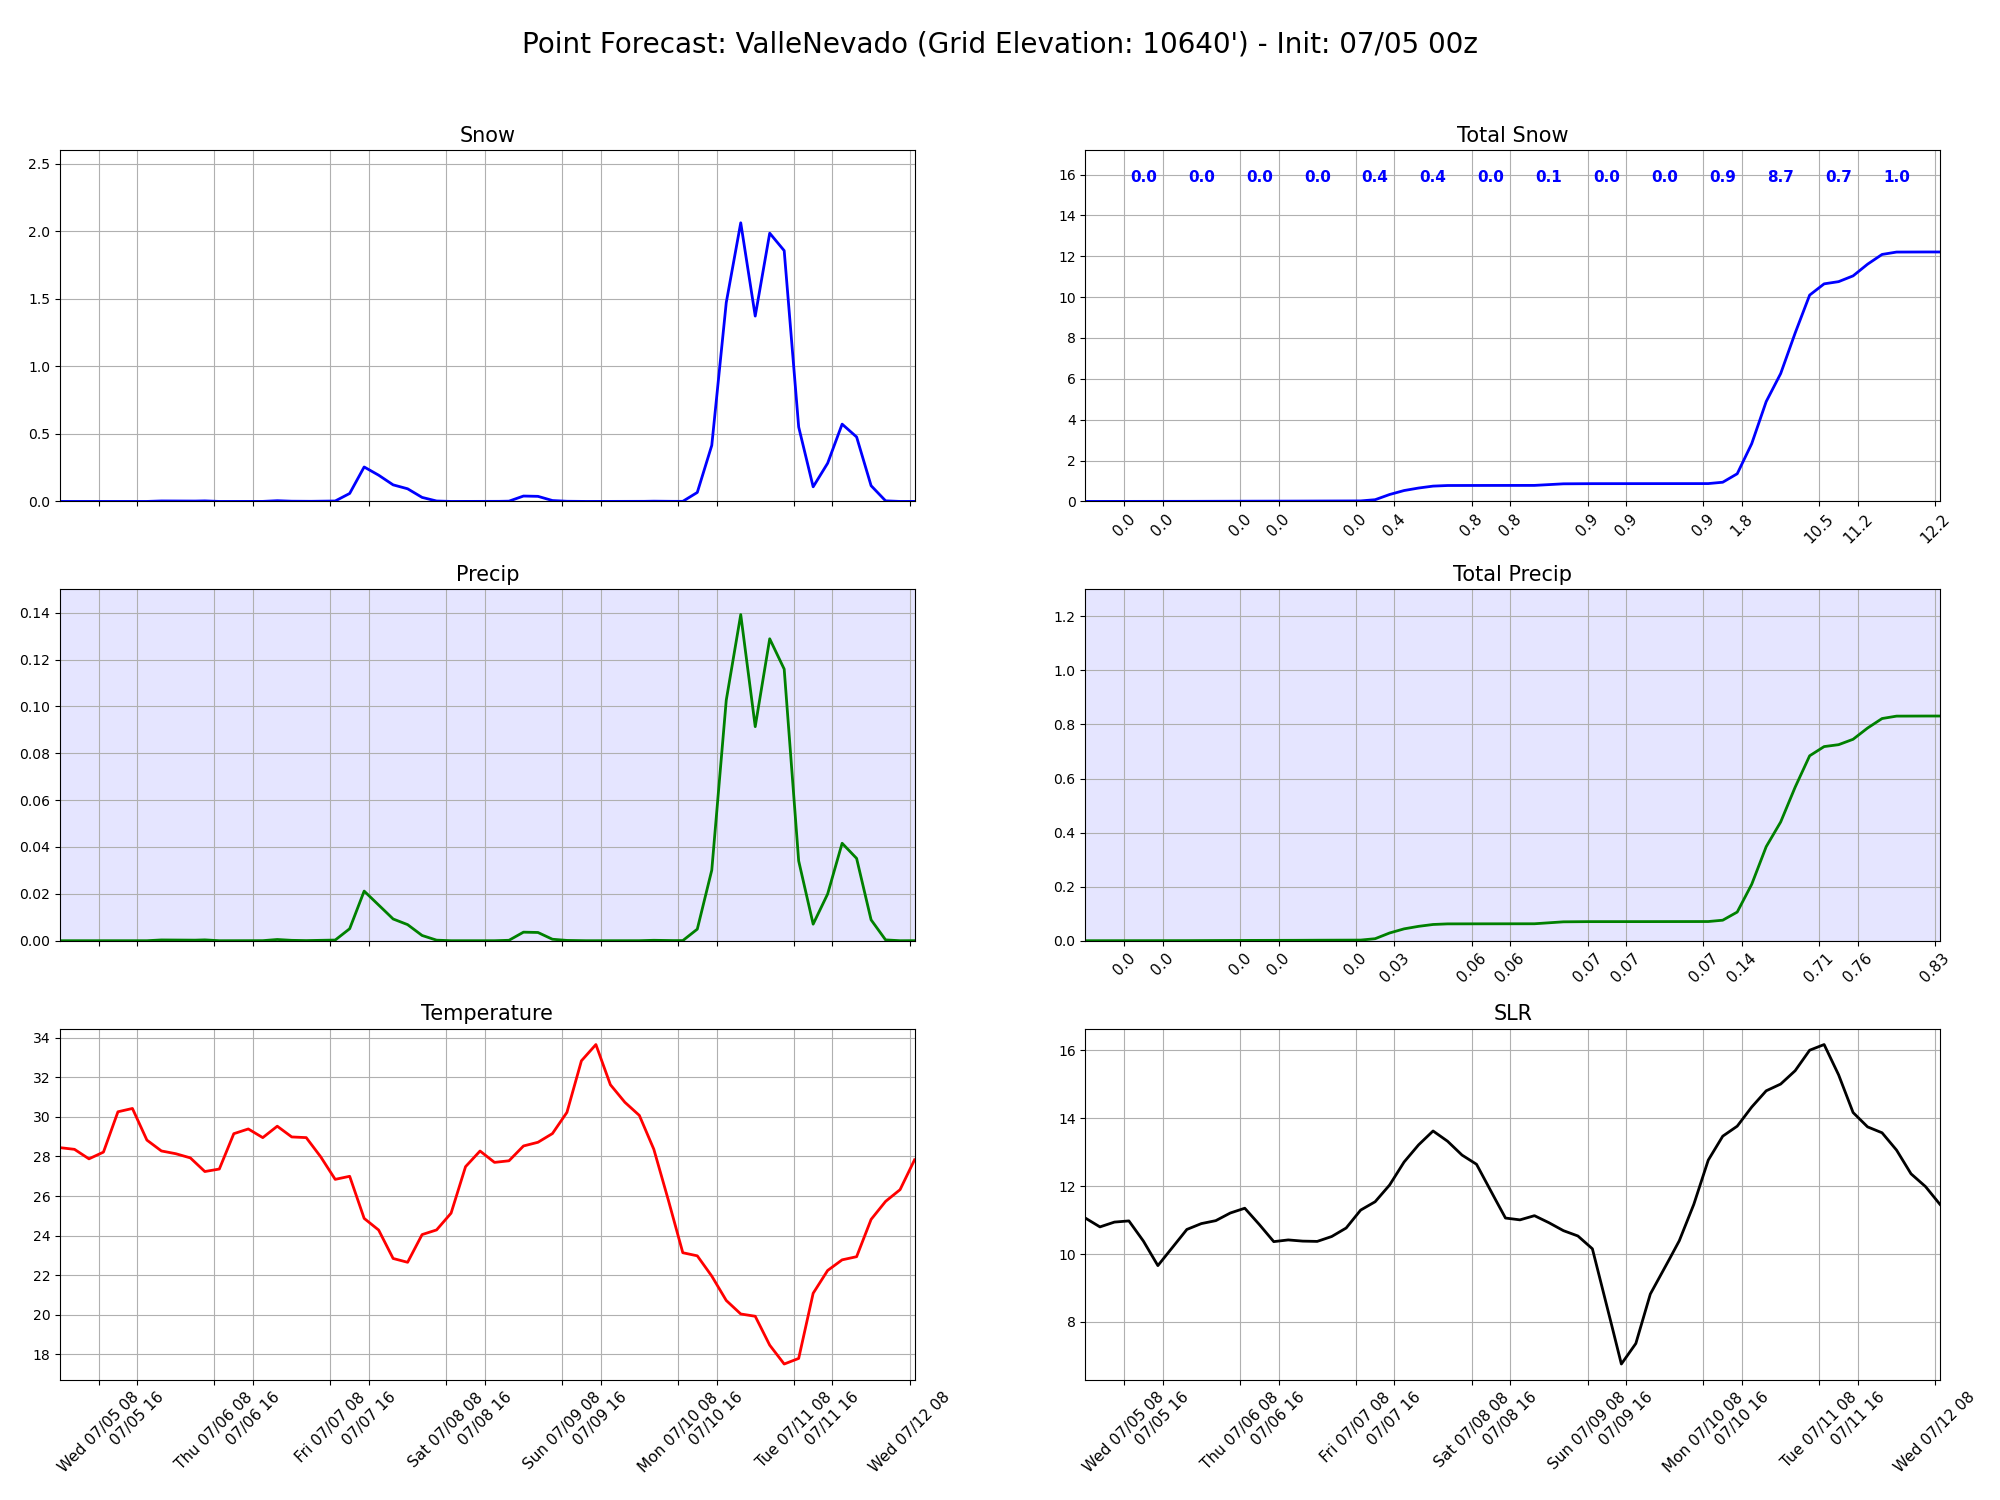 Point Forecast: ValleNevado (Grid Elevation: 10640') - Init: 07/05 00z
Snow
2.5
2.0
1.5
1.0
0.5
0.0
Total Snow
16
14
12
10
8
6
4
2
0
0.0 0.0 0.0 0.0 0.4 0.4 0.0 0.1 0.0 0.0 0.9 8.7 0.7 1.0
0.0 0.0 0.0 0.0 0.0 0.4 0.8 0.8 0.9 0.9 0.9 1.8 10.5 11.2 12.2
Precip
0.14
0.12
0.10
0.08
0.06
0.04
0.02
0.00
Total Precip
1.2
1.0
0.8
0.6
0.4
0.2
0.0
0.0 0.0 0.0 0.0 0.0 0.03 0.06 0.06 0.07 0.07 0.07 0.14 0.71 0.76 0.83
Temperature
34
32
30
28
26
24
22
20
18
Wed 07/05 08
07/05 16
Thu 07/06 08
07/06 16
Fri 07/07 08
07/07 16
Sat 07/08 08
07/08 16
Sun 07/09 08
07/09 16
Mon 07/10 08
07/10 16
Tue 07/11 08
07/11 16
Wed 07/12 08
SLR
16
14
12
10
8
Wed 07/05 08
07/05 16
Thu 07/06 08
07/06 16
Fri 07/07 08
07/07 16
Sat 07/08 08
07/08 16
Sun 07/09 08
07/09 16
Mon 07/10 08
07/10 16
Tue 07/11 08
07/11 16
Wed 07/12 08